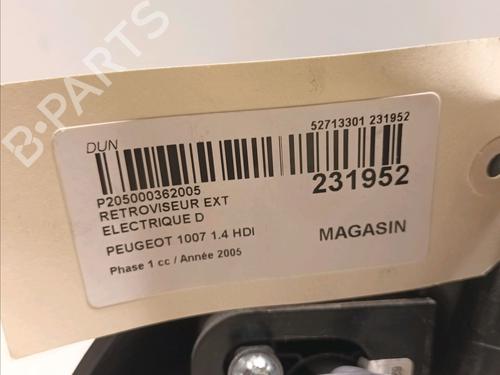 DUN
52713301 231952
P205000362005
231952
RETROVISEUR EXT
ELECTRIQUE D
PEUGEOT 1007 1.4 HDI
MAGASIN
Phase 1 cc / Année 2005
B-PARTS